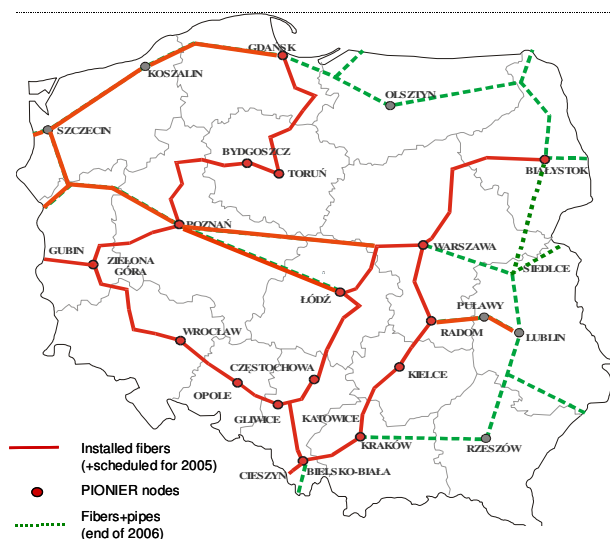 GDAŃSK
KOSZALIN
OLSZTYN
SZCZECIN
BYDGOSZCZ
TORUŃ
BIAŁYSTOK
POZNAŃ
GUBIN
WARSZAWA
ZIELONA
GÓRA
SIEDLCE
ŁÓDŹ
PUŁAWY
RADOM
LUBLIN
WROCŁAW
CZĘSTOCHOWA
KIELCE
OPOLE
GLIWICE
KATOWICE
KRAKÓW
RZESZÓW
CIESZYN
BIELSKO-BIAŁA
Installed fibers
(+scheduled for 2005)
PIONIER nodes
Fibers+pipes
(end of 2006)